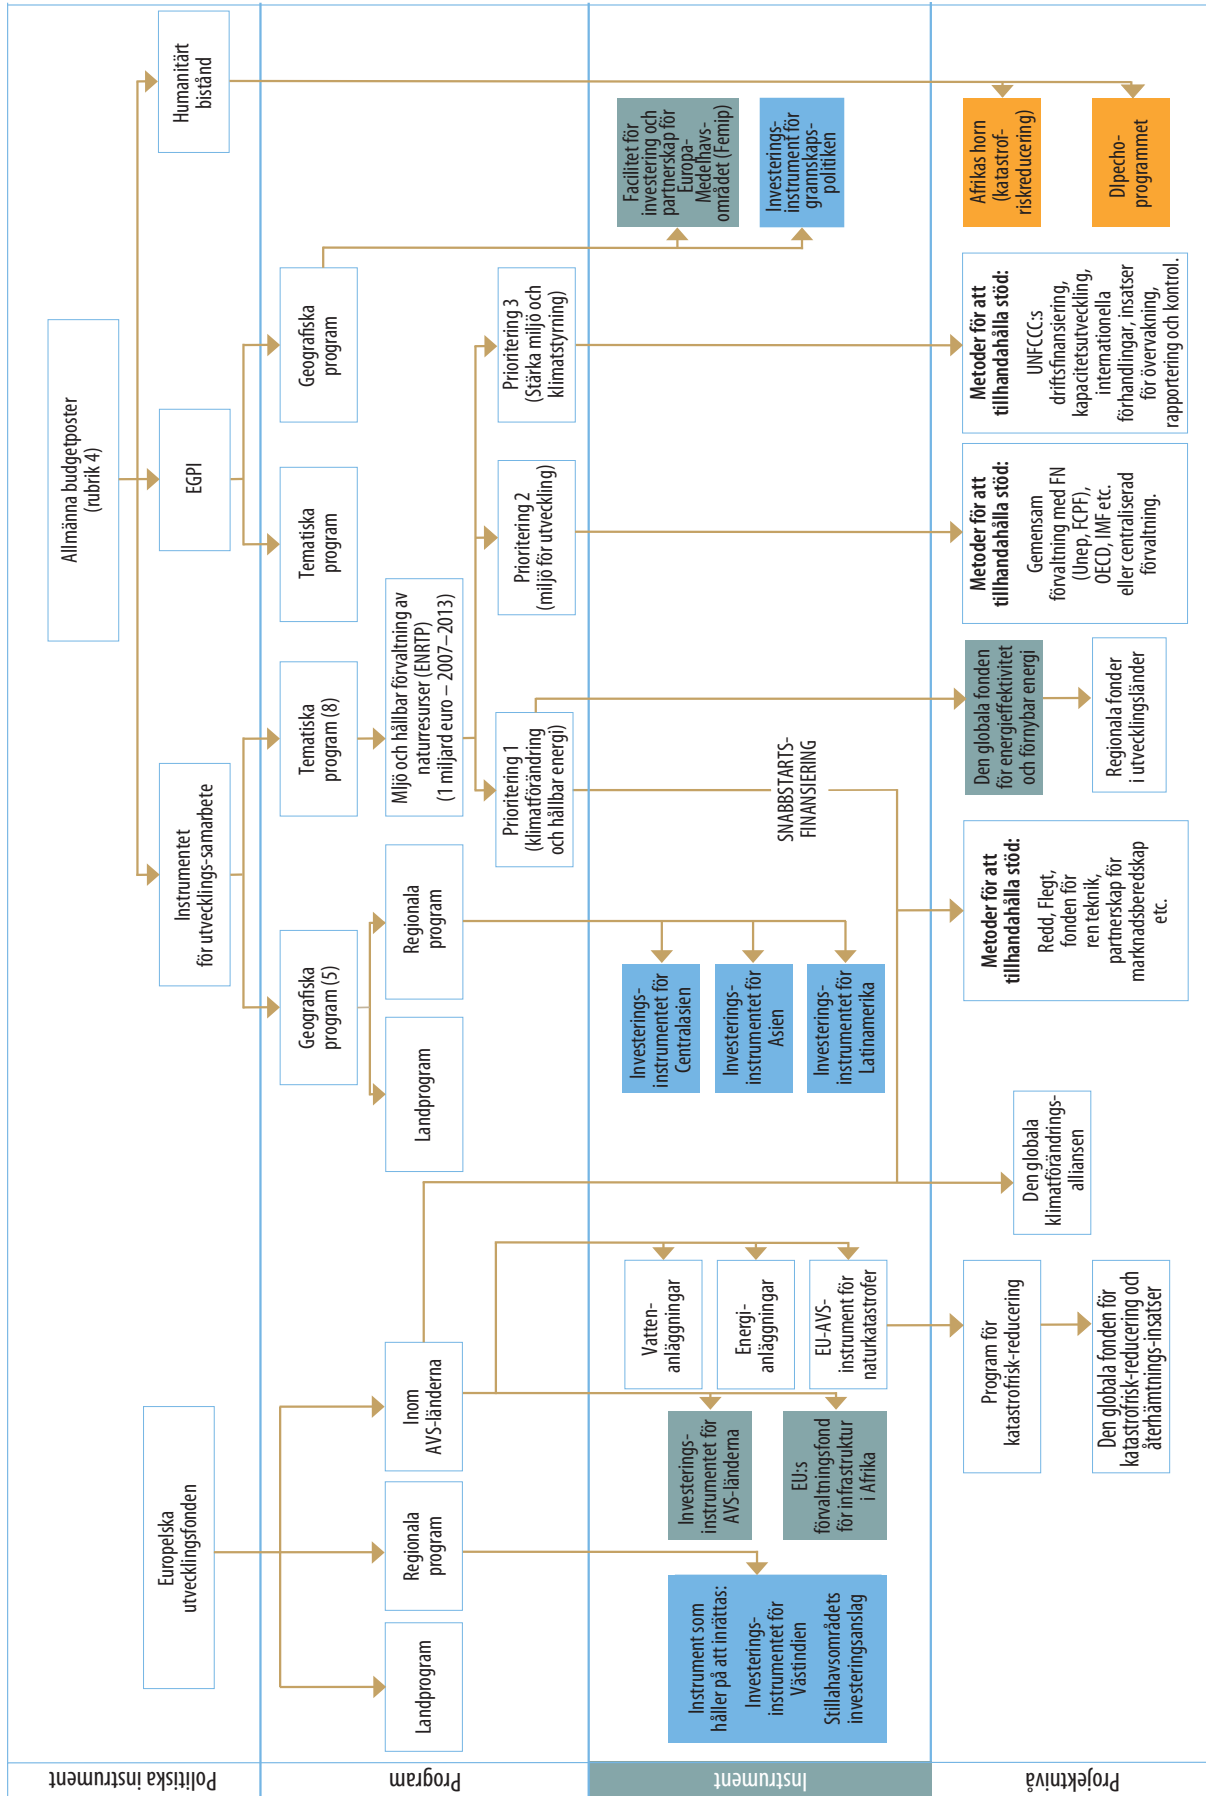 Politiska instrument
Europelska
utvecklingsfonden
Allmänna budgetposter
(rubrik 4)
Instrumentet
för utvecklings-samarbete
EGPI
Humanitärt
bistånd
Program
Landprogram
Regionala
program
Inom
AVS-länderna
Geografiska
program (5)
Landprogram
Regionala
program
Tematiska
program (8)
Mljö och hållbar förvaltning av
naturresurser (ENRTP)
(1 miljard euro – 2007–2013)
Prioritering 1
(klimatförändring
och hållbar energi)
Prioritering 2
(miljö för utveckling)
Prioritering 3
(Stärka miljö och
klimatstyrning)
Tematiska
program
Geografiska
program
Instrument
Instrument som
håller på att inrättas:
Investerings-
instrumentet för
Västindien
Stillahavsområdets
investeringsanslag
Investerings-
instrumentet för
AVS-länderna
EU:s
förvaltningsfond
för infrastruktur
i Afrika
Vatten-
anläggningar
Energi-
anläggningar
EU-AVS-
instrument för
naturkatastrofer
Investerings-
instrumentet för
Centralasien
Investerings-
instrumentet för
Asien
Investerings-
instrumentet för
Latinamerika
SNABBSTARTS-
FINANSIERING
Facilitet för
investering och
partnerskap för
Europa-
Medelhavs-
området (Femip)
Investerings-
instrument för
grannskaps-
politiken
Projektnivå
Program för
katastrofrisk-reducering
Den globala fonden för
katastrofrisk-reducering och
återhämtnings-insatser
Den globala
klimatförändrings-
alliansen
Metoder för att
tillhandahålla stöd:
Redd, Flegt,
fonden för
ren teknik,
partnerskap för
marknadsberedskap
etc.
Den globala fonden
för energieffektivitet
och förnybar energi
Regionala fonder
i utvecklingsländer
Metoder för att
tillhandahålla stöd:
Gemensam
förvaltning med FN
(Unep, FCPF),
OECD, IMF etc.
eller centraliserad
förvaltning.
Metoder för att
tillhandahålla stöd:
UNFCCC:s
driftsfinansiering,
kapacitetsutveckling,
internationella
förhandlingar, insatser
för övervakning,
rapportering och kontrol.
Afrikas horn
(katastrof-
riskreducering)
DIpecho-
programmet